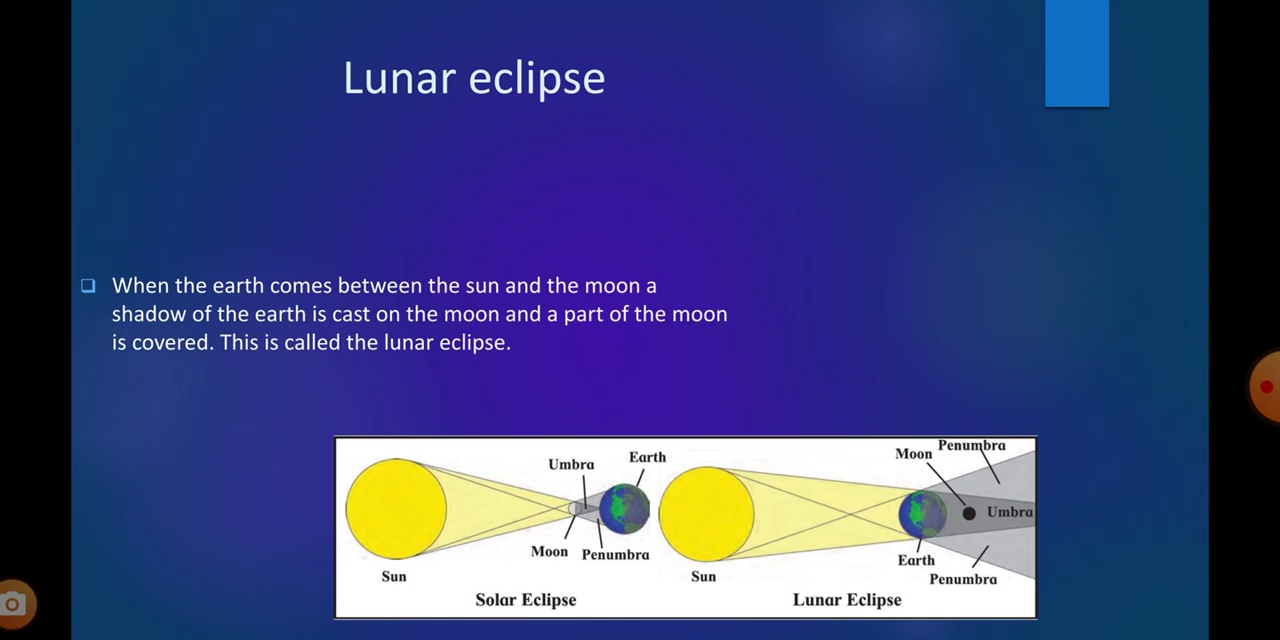 Lunar eclipse
When the earth comes between the sun and the moon a
shadow of the earth is cast on the moon and a part of the moon
is covered. This is called the lunar eclipse.
Umbra
Earth
Moon
Penumbra
Sun
Solar Eclipse
Moon
Penumbra
Umbra
Earth
Penumbra
Sun
Lunar Eclipse